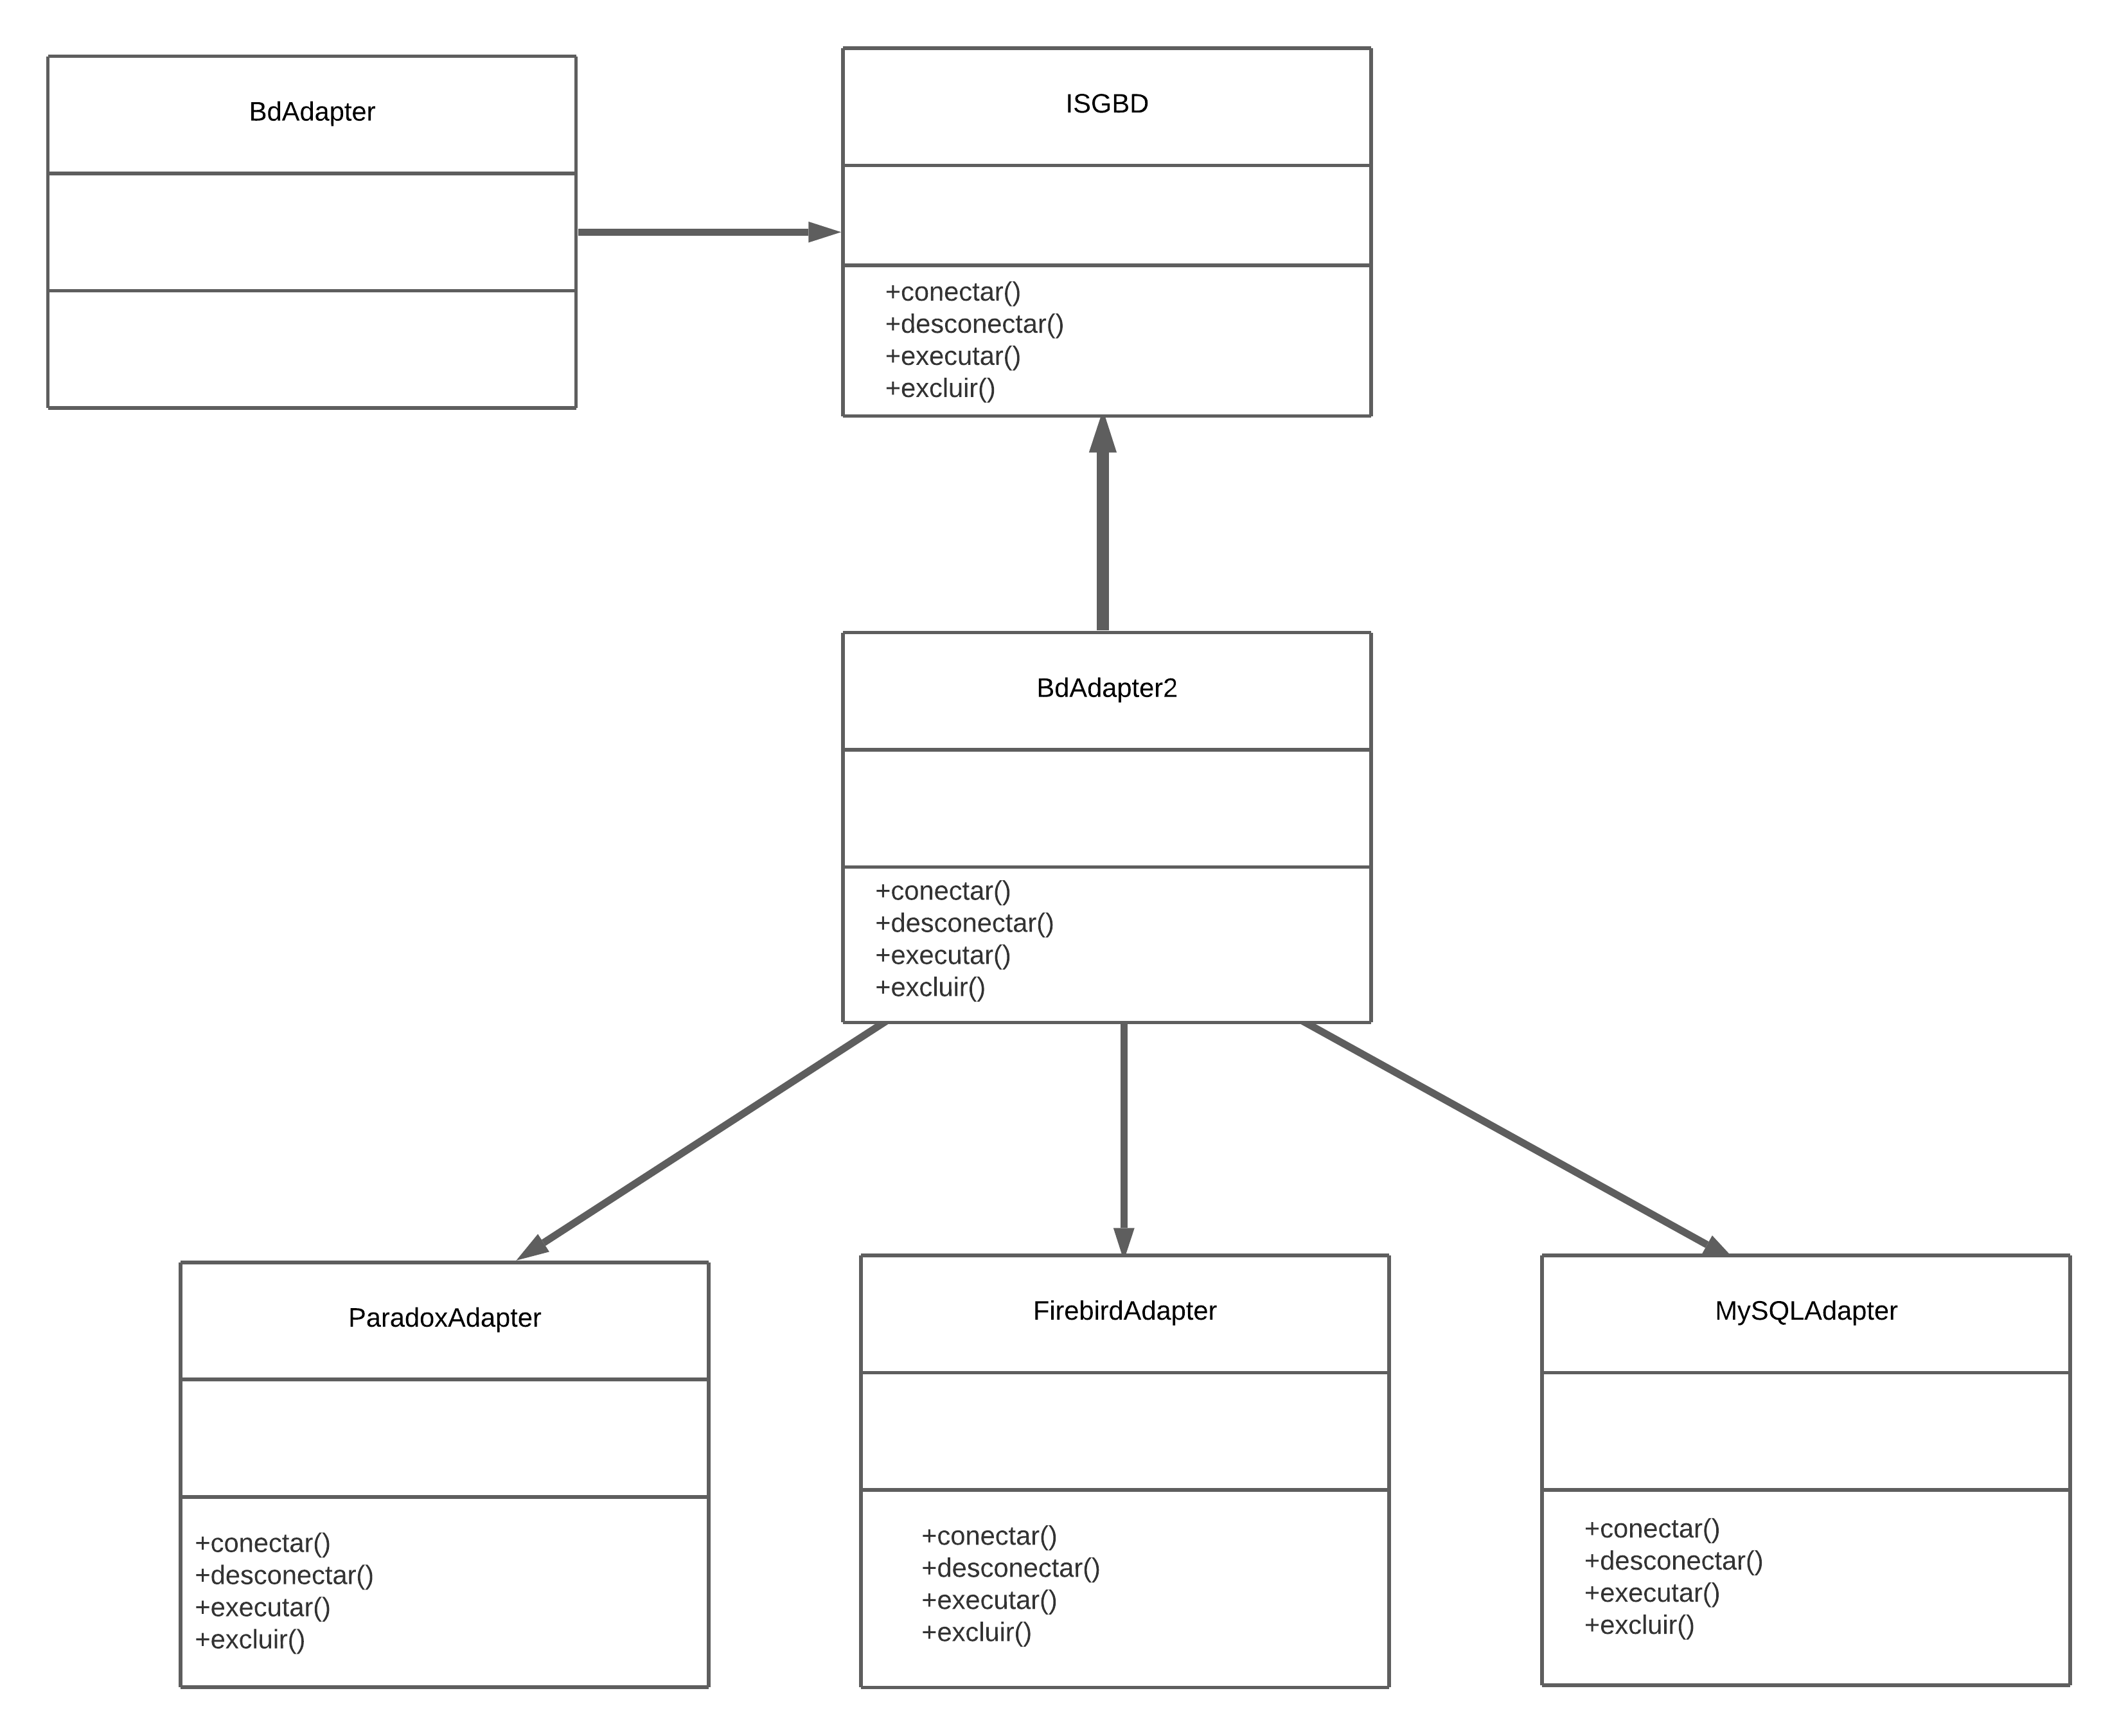 BdAdapter
ISGBD
+conectar()
+desconectar()
+executar()
+excluir()
BdAdapter2
+conectar()
+desconectar()
+executar()
+excluir()
ParadoxAdapter
+conectar()
+desconectar()
+executar()
+excluir()
FirebirdAdapter
+conectar()
+desconectar()
+executar()
+excluir()
MySQLAdapter
+conectar()
+desconectar()
+executar()
+excluir()